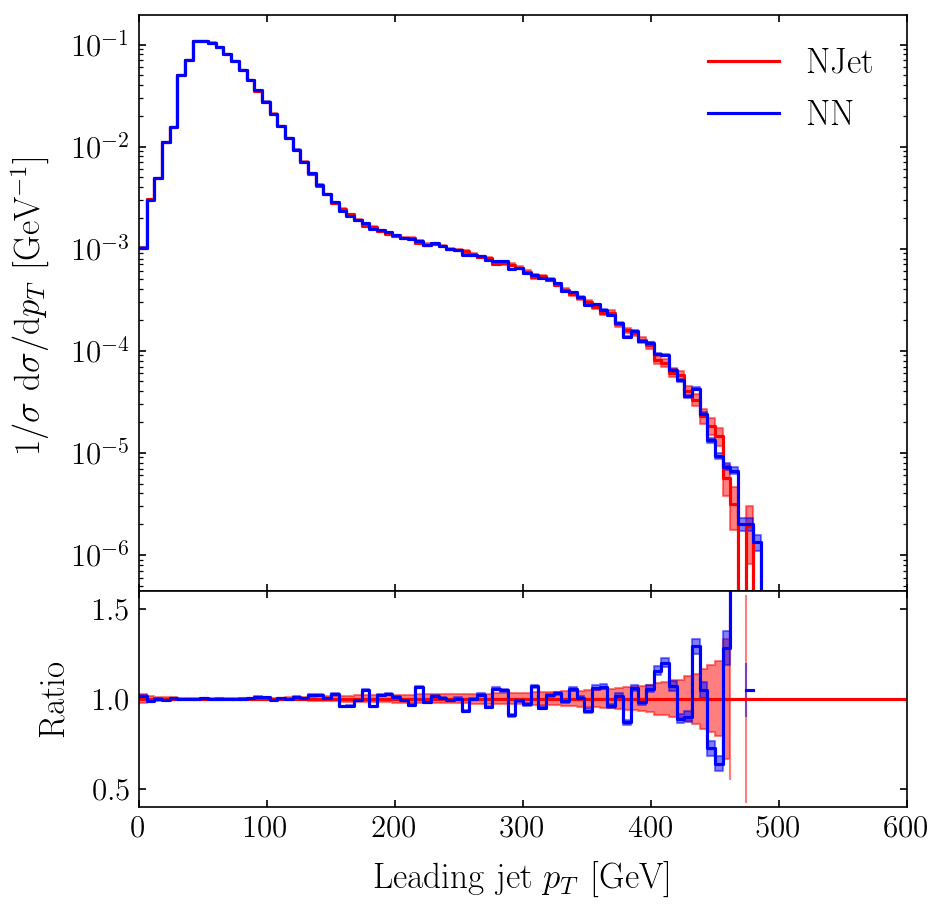 NJet
NN
10⁻¹
10⁻²
10⁻³
10⁻⁴
10⁻⁵
10⁻⁶
1/σ dσ/dp_T [GeV⁻¹]
1.5
1.0
0.5
Ratio
0 100 200 300 400 500 600
Leading jet p_T [GeV]